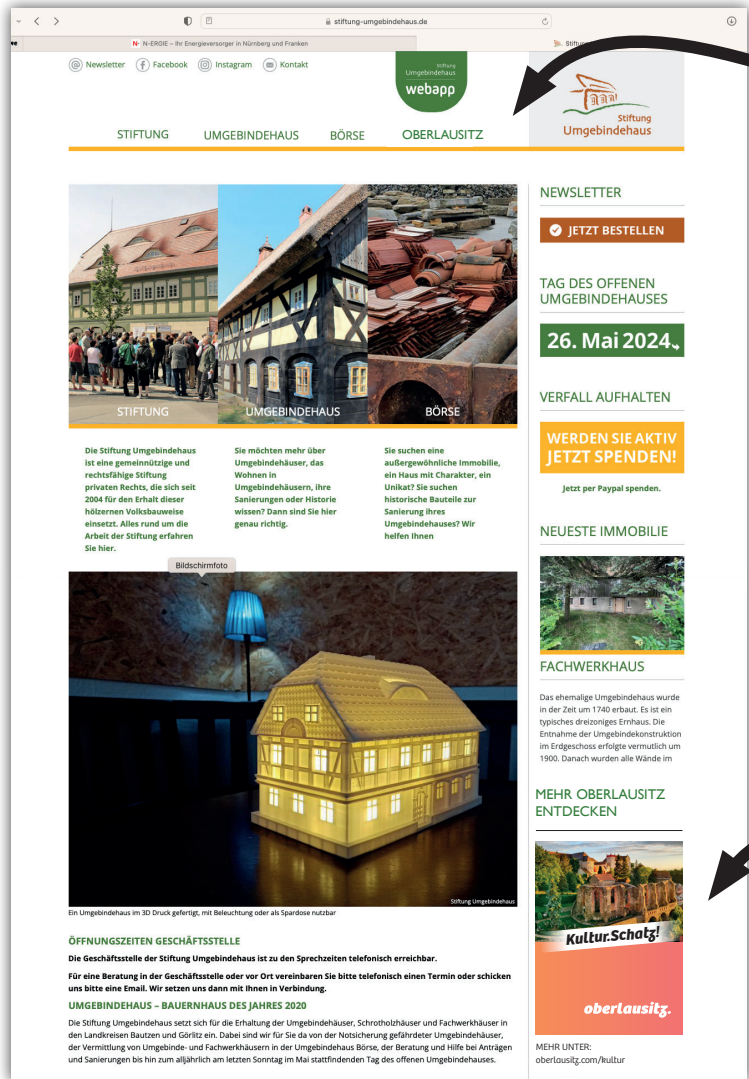 stiftung-umgebindehaus.de
N- N-ERGIE – Ihr Energieversorger in Nürnberg und Franken
Newsletter Facebook Instagram Kontakt
Stiftung
Umgebindehaus
webapp
Stiftung
Umgebindehaus
STIFTUNG UMGEBINDEHAUS BÖRSE OBERLAUSITZ
STIFTUNG UMGEBINDEHAUS BÖRSE
Die Stiftung Umgebindehaus
ist eine gemeinnützige und
rechtsfähige Stiftung
privaten Rechts, die sich seit
2004 für den Erhalt dieser
hölzernen Volksbauweise
einsetzt. Alles rund um die
Arbeit der Stiftung erfahren
Sie hier.
Sie möchten mehr über
Umgebindehäuser, das
Wohnen in
Umgebindehäusern, ihre
Sanierungen oder Historie
wissen? Dann sind Sie hier
genau richtig.
Sie suchen eine
außergewöhnliche Immobilie,
ein Haus mit Charakter, ein
Unikat? Sie suchen
historische Bauteile zur
Sanierung ihres
Umgebindehauses? Wir
helfen Ihnen
Bildschirmfoto
Stiftung Umgebindehaus
Ein Umgebindehaus im 3D Druck gefertigt, mit Beleuchtung oder als Spardose nutzbar
ÖFFNUNGSZEITEN GESCHÄFTSSTELLE
Die Geschäftsstelle der Stiftung Umgebindehaus ist zu den Sprechzeiten telefonisch erreichbar.
Für eine Beratung in der Geschäftsstelle oder vor Ort vereinbaren Sie bitte telefonisch einen Termin oder schicken
uns bitte eine Email. Wir setzen uns dann mit Ihnen in Verbindung.
UMGEBINDEHAUS – BAUERNHAUS DES JAHRES 2020
Die Stiftung Umgebindehaus setzt sich für die Erhaltung der Umgebindehäuser, Schrotholzhäuser und Fachwerkhäuser in
den Landkreisen Bautzen und Görlitz ein. Dabei sind wir für Sie da von der Notsicherung gefährdeter Umgebindehäuser,
der Vermittlung von Umgebinde- und Fachwerkhäusern in der Umgebindehaus Börse, der Beratung und Hilfe bei Anträgen
und Sanierungen bis hin zum alljährlich am letzten Sonntag im Mai stattfindenden Tag des offenen Umgebindehauses.
NEWSLETTER
JETZT BESTELLEN
TAG DES OFFENEN
UMGEBINDEHAUSES
26. Mai 2024
VERFALL AUFHALTEN
WERDEN SIE AKTIV
JETZT SPENDEN!
Jetzt per Paypal spenden.
NEUESTE IMMOBILIE
FACHWERKHAUS
Das ehemalige Umgebindehaus wurde
in der Zeit um 1740 erbaut. Es ist ein
typisches dreizoniges Ernhaus. Die
Entnahme der Umgebindekonstruktion
im Erdgeschoss erfolgte vermutlich um
1900. Danach wurden alle Wände im
MEHR OBERLAUSITZ
ENTDECKEN
Kultur.Schatz!
oberlausitz.
MEHR UNTER:
oberlausitz.com/kultur